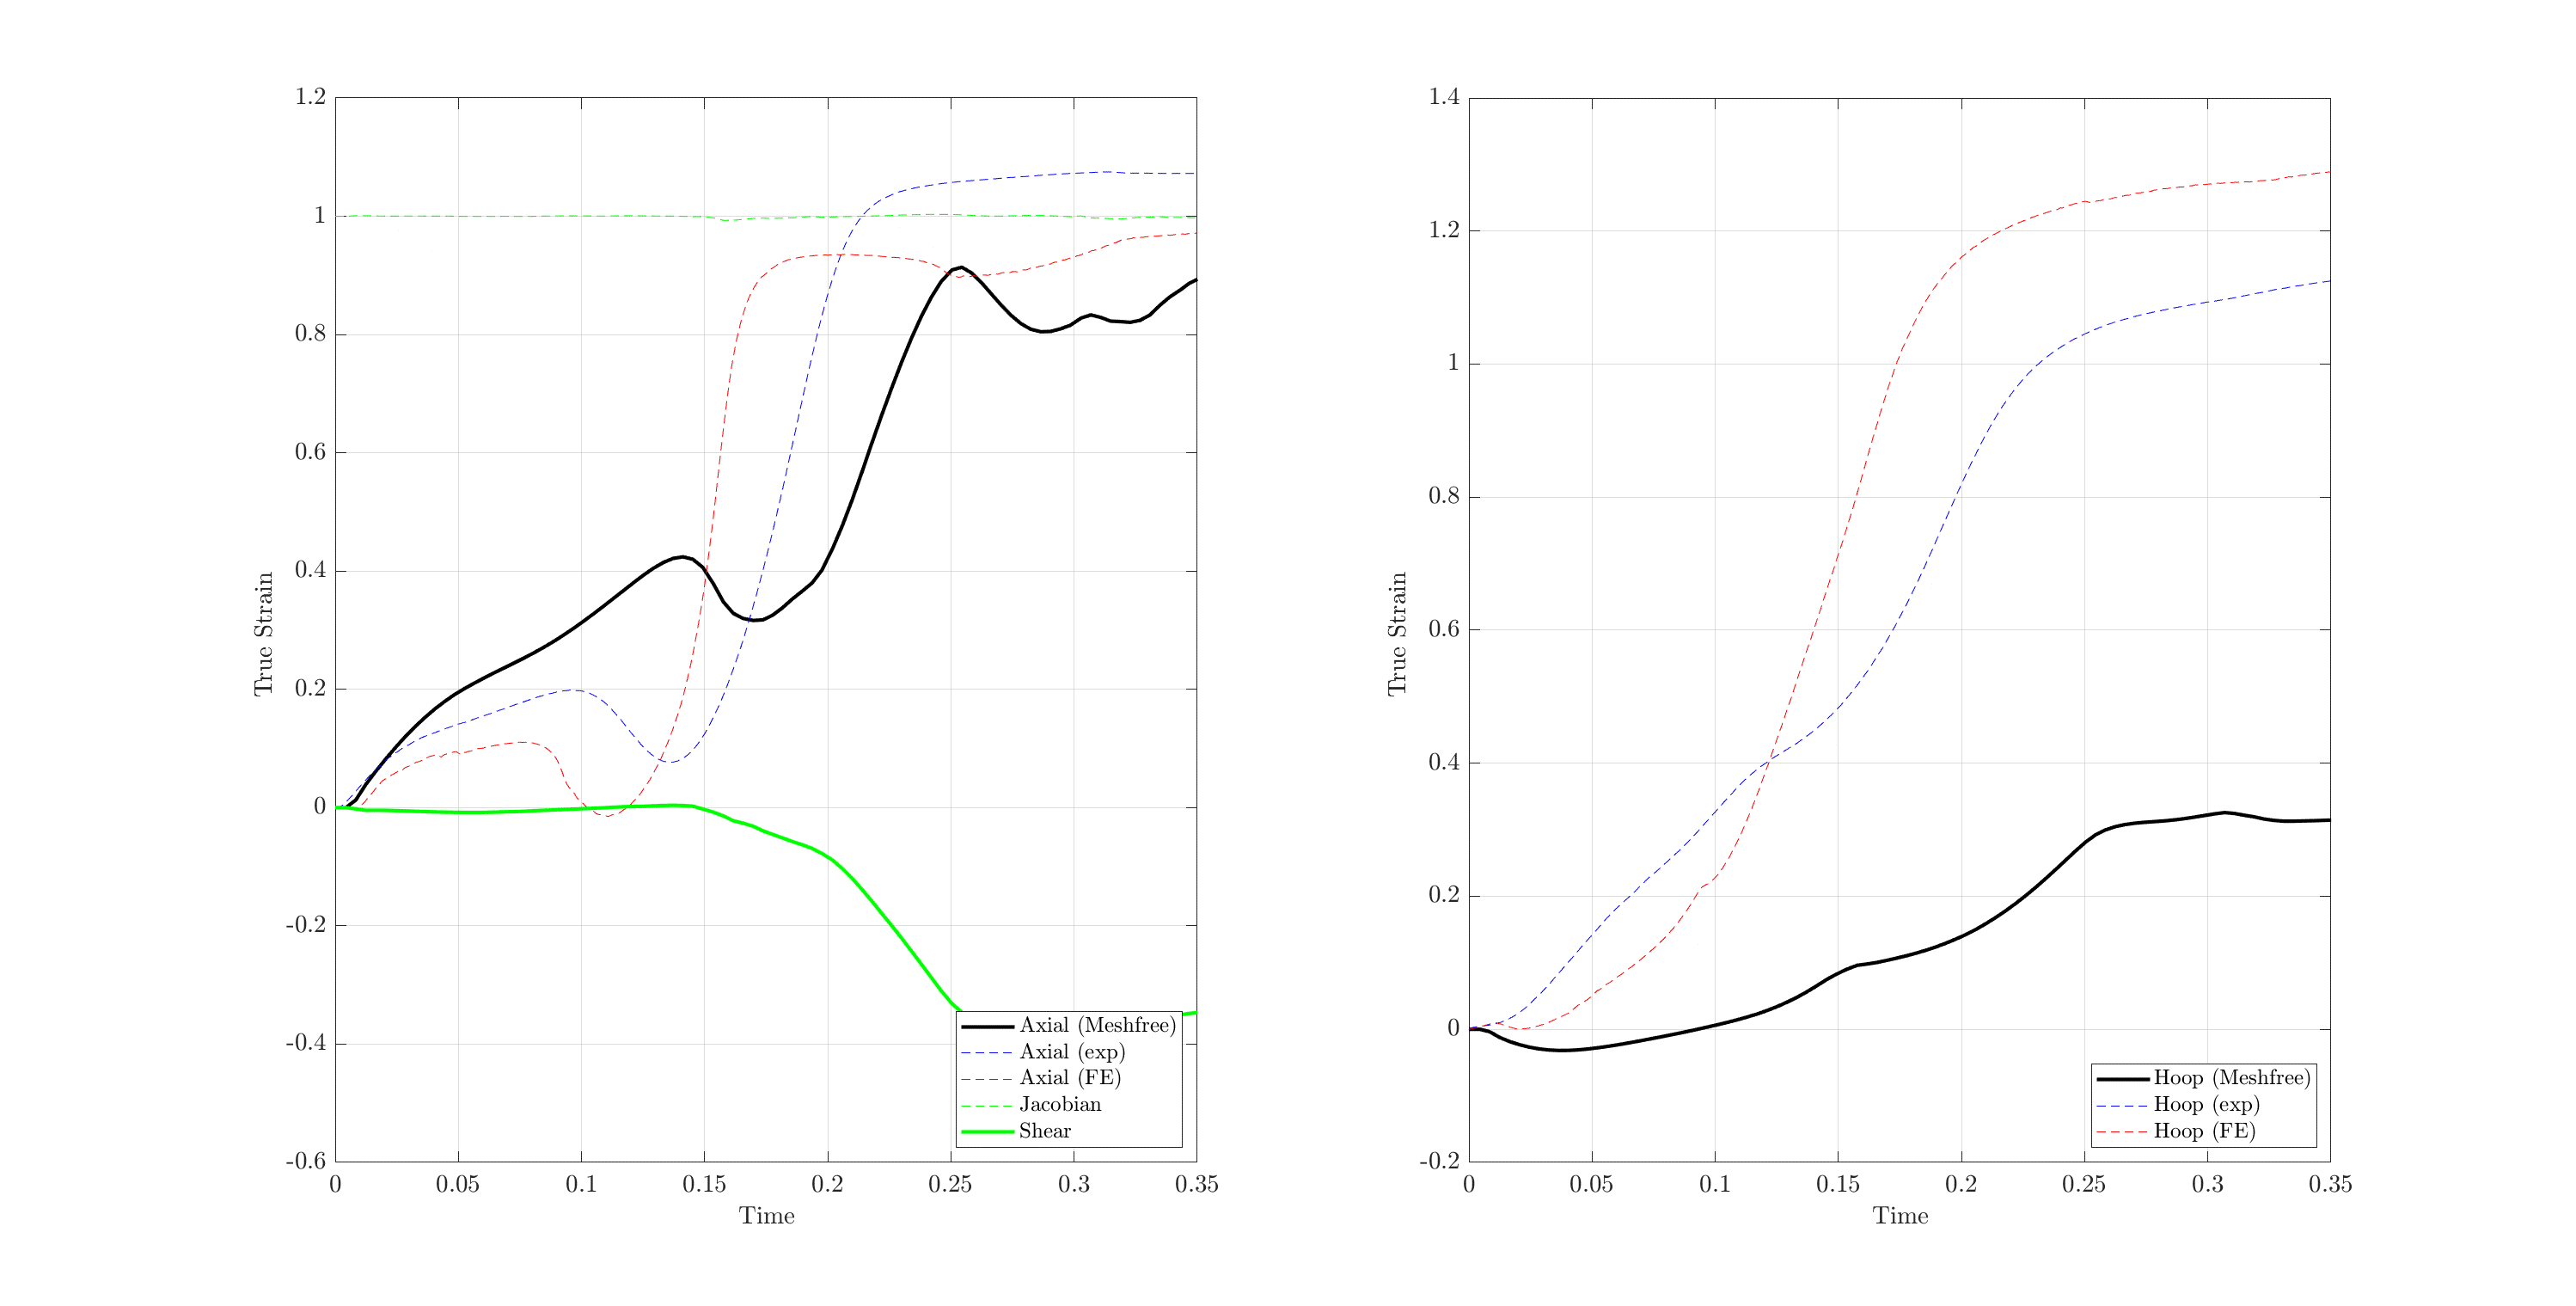 1.2
1
0.8
0.6
0.4
0.2
0
-0.2
-0.4
-0.6
True Strain
0 0.05 0.1 0.15 0.2 0.25 0.3 0.35
Time
Axial (Meshfree)
Axial (exp)
Axial (FE)
Jacobian
Shear
1.4
1.2
1
0.8
0.6
0.4
0.2
0
-0.2
True Strain
0 0.05 0.1 0.15 0.2 0.25 0.3 0.35
Time
Hoop (Meshfree)
Hoop (exp)
Hoop (FE)